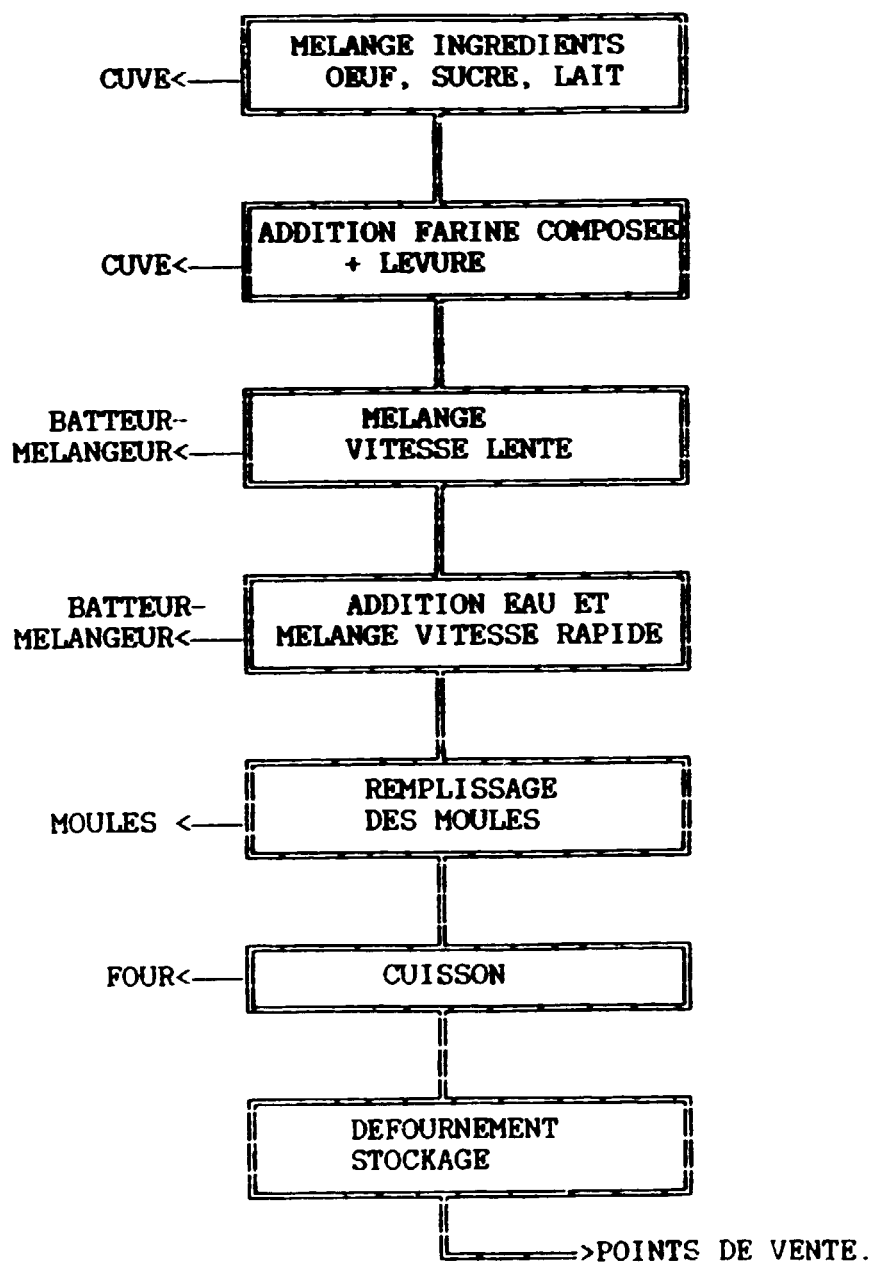 MELANGE INGREDIENTS
OEUF, SUCRE, LAIT
CUVE<
ADDITION FARINE COMPOSEE
+ LEVURE
CUVE<
BATTEUR-
MELANGEUR<
MELANGE
VITESSE LENTE
BATTEUR-
MELANGEUR<
ADDITION EAU ET
MELANGE VITESSE RAPIDE
MOULES <
REMPLISSAGE
DES MOULES
FOUR<
CUISSON
DEFOURNEMENT
STOCKAGE
>POINTS DE VENTE.